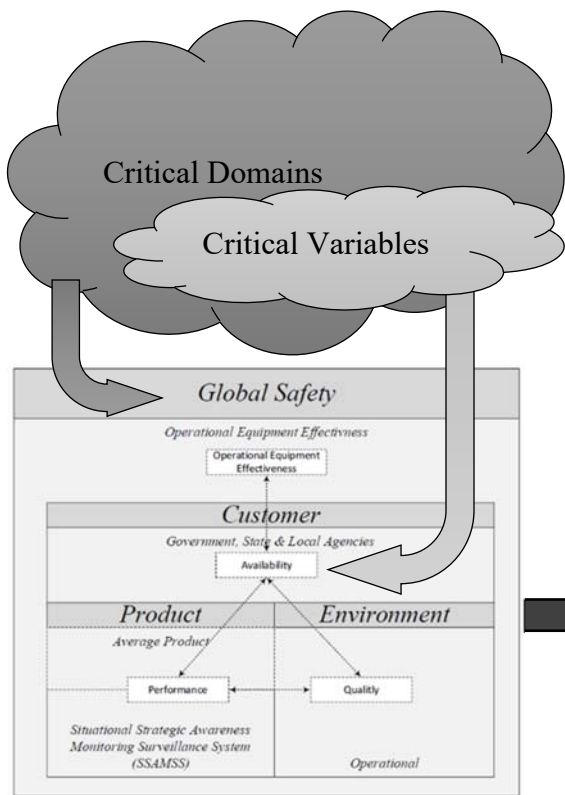 Critical Domains
Critical Variables
Global Safety
Operational Equipment Effectivness
Operational Equipment
Effectiveness
Customer
Government, State & Local Agencies
Availability
Product
Environment
Average Product
Performance
Qualitly
Situational Strategic Awareness
Monitoring Surveillance System
(SSAMSS)
Operational